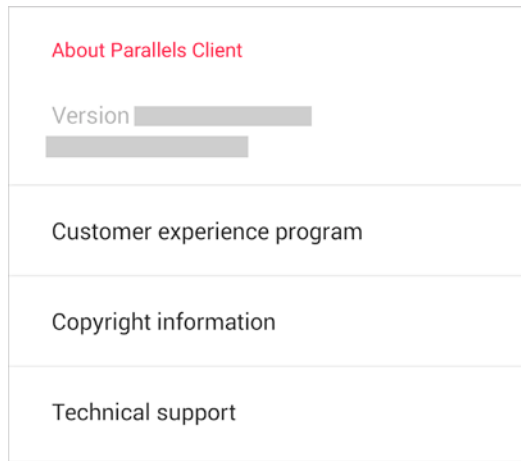 About Parallels Client
Version
Customer experience program
Copyright information
Technical support